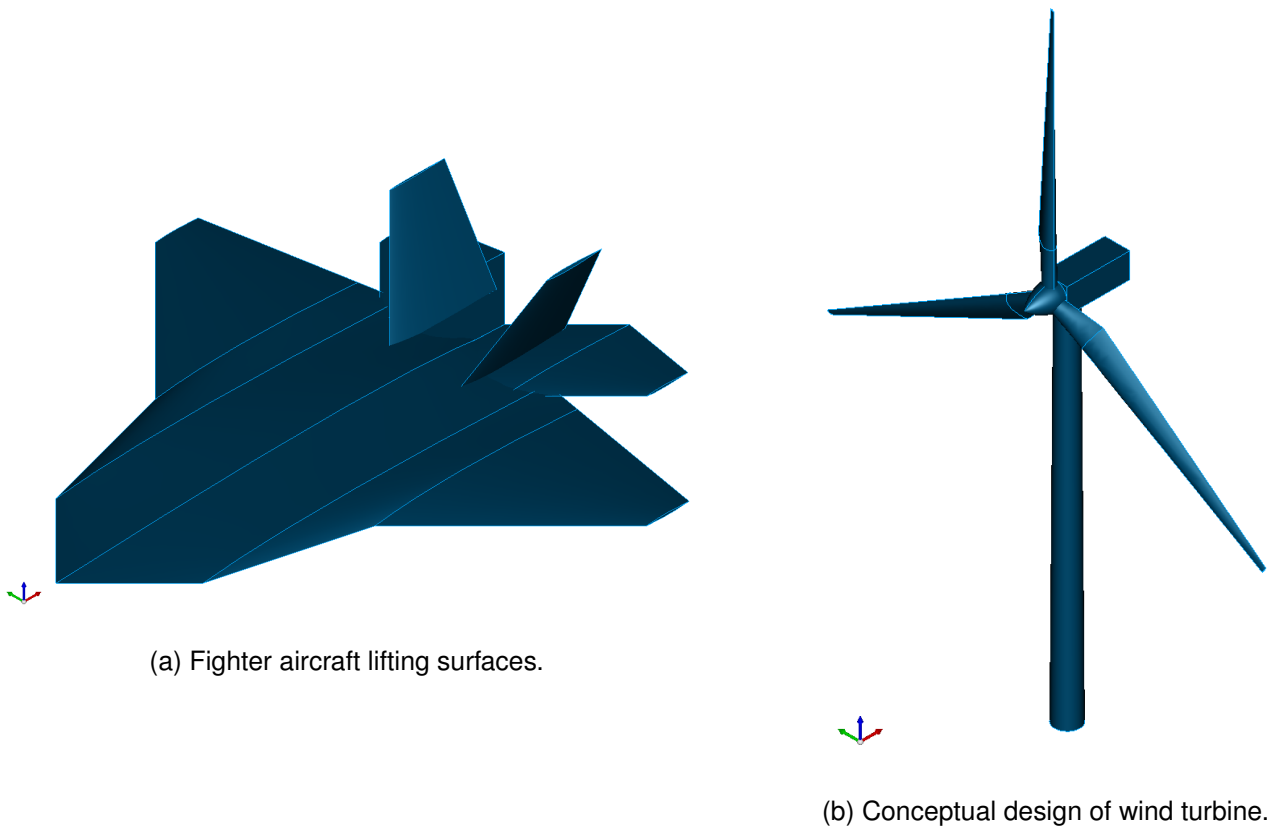 (a) Fighter aircraft lifting surfaces.
(b) Conceptual design of wind turbine.